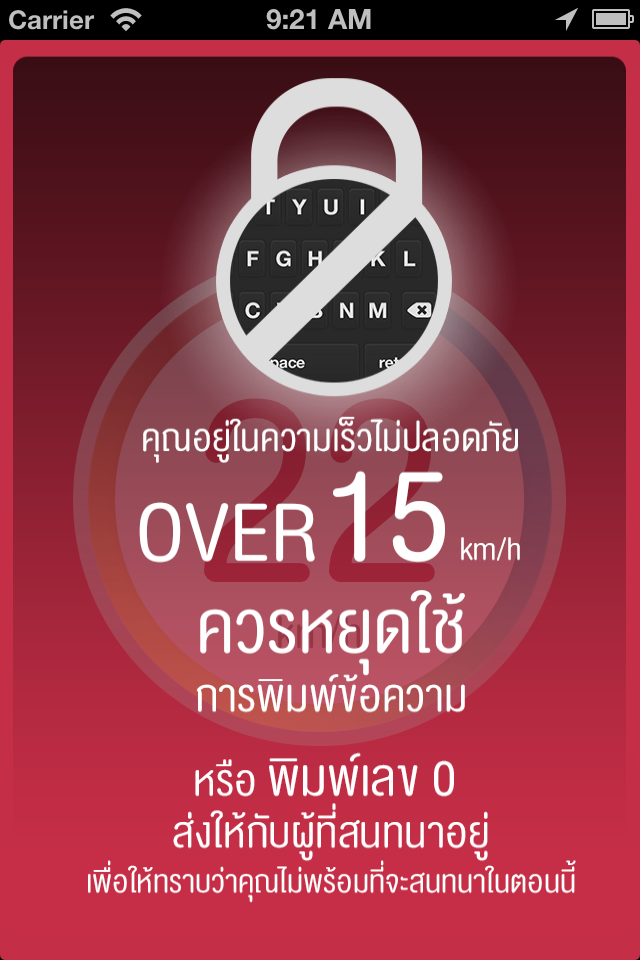 Carrier 9:21 AM
T Y U I
F G H K L
C B N M
space ret
22
คุณอยู่ในความเร็วไม่ปลอดภัย
OVER 15 km/h
ควรหยุดใช้
การพิมพ์ข้อความ
หรือ พิมพ์เลข 0
ส่งให้กับผู้ที่สนทนาอยู่
เพื่อให้ทราบว่าคุณไม่พร้อมที่จะสนทนาในตอนนี้